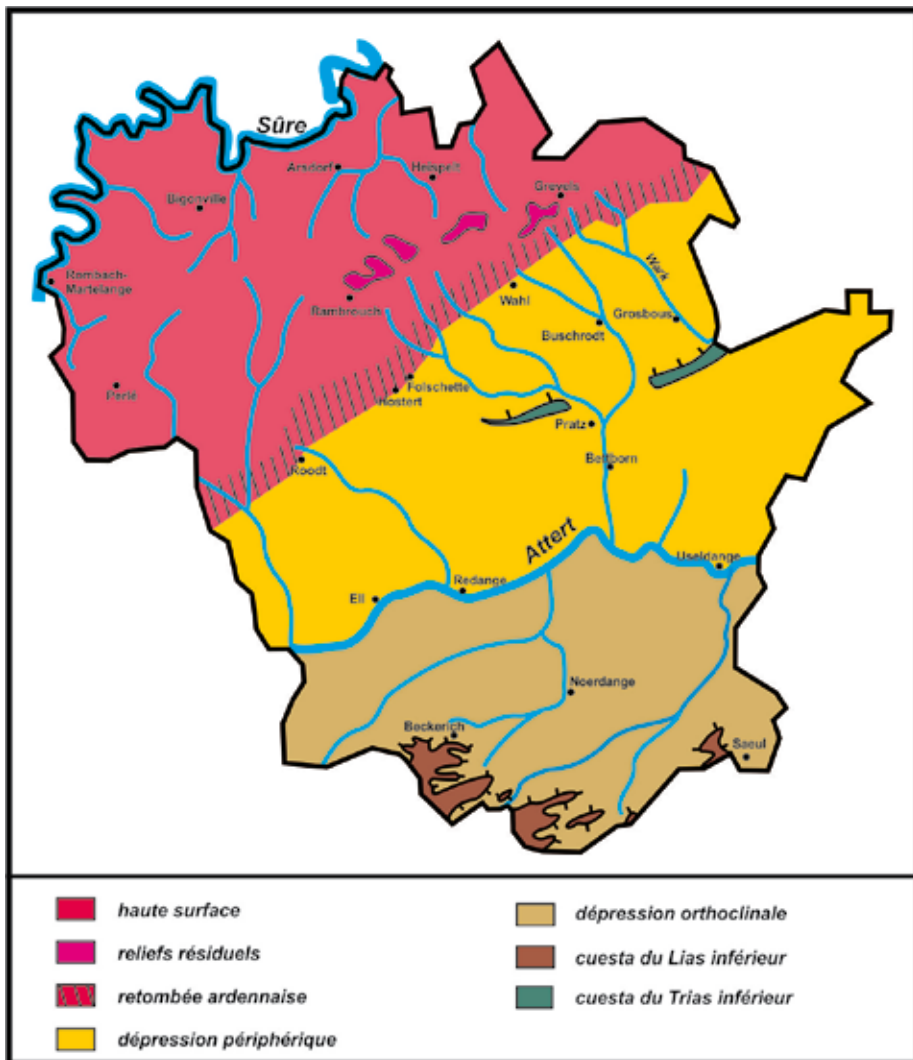 Sûre
Arsdorf
Heispelt
Grevels
Bigonville
Rombach-
Martelange
Wark
Rambrouch
Wahl
Grosbous
Buschrodt
Perlé
Folschette
Hostert
Pratz
Roodt
Bettborn
Attert
Useldange
Redange
Ell
Noerdange
Beckerich
Saeul
haute surface
reliefs résiduels
retombée ardennaise
dépression périphérique
dépression orthoclinale
cuesta du Lias inférieur
cuesta du Trias inférieur